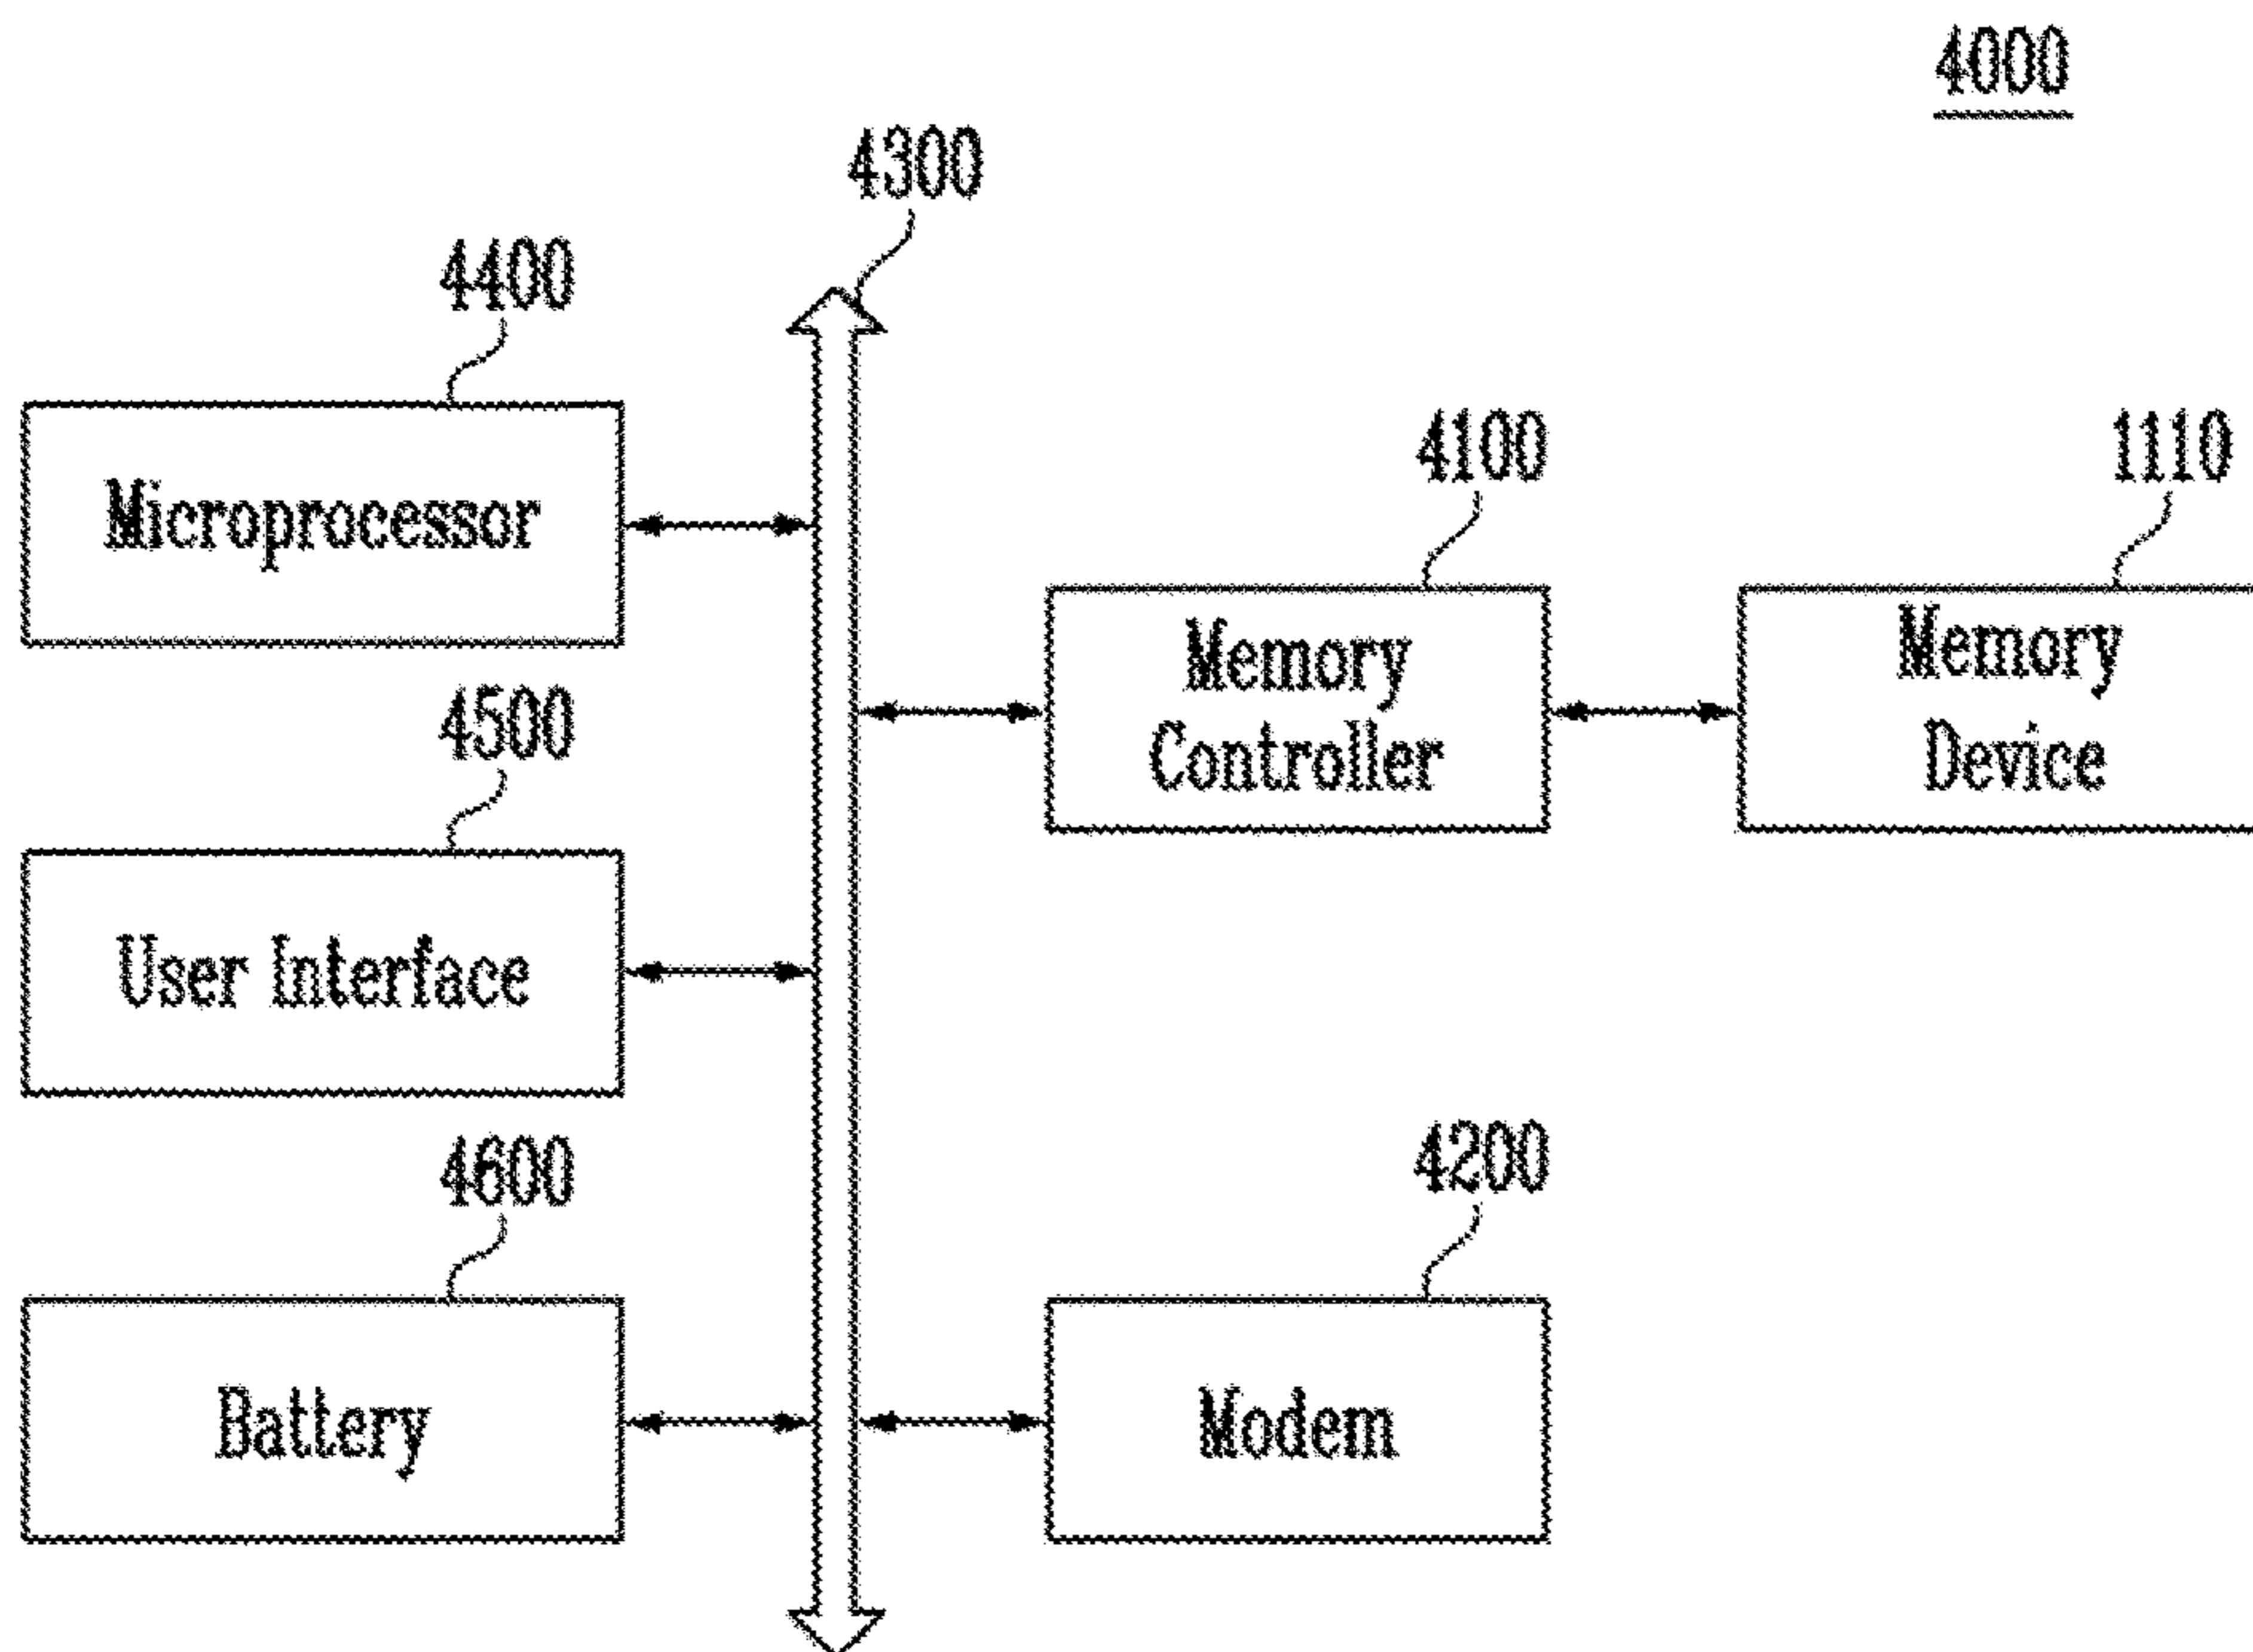 4000
4300
4400
Microprocessor
4100
1110
Memory
Controller
Memory
Device
4500
User Interface
4600
Battery
4200
Modem